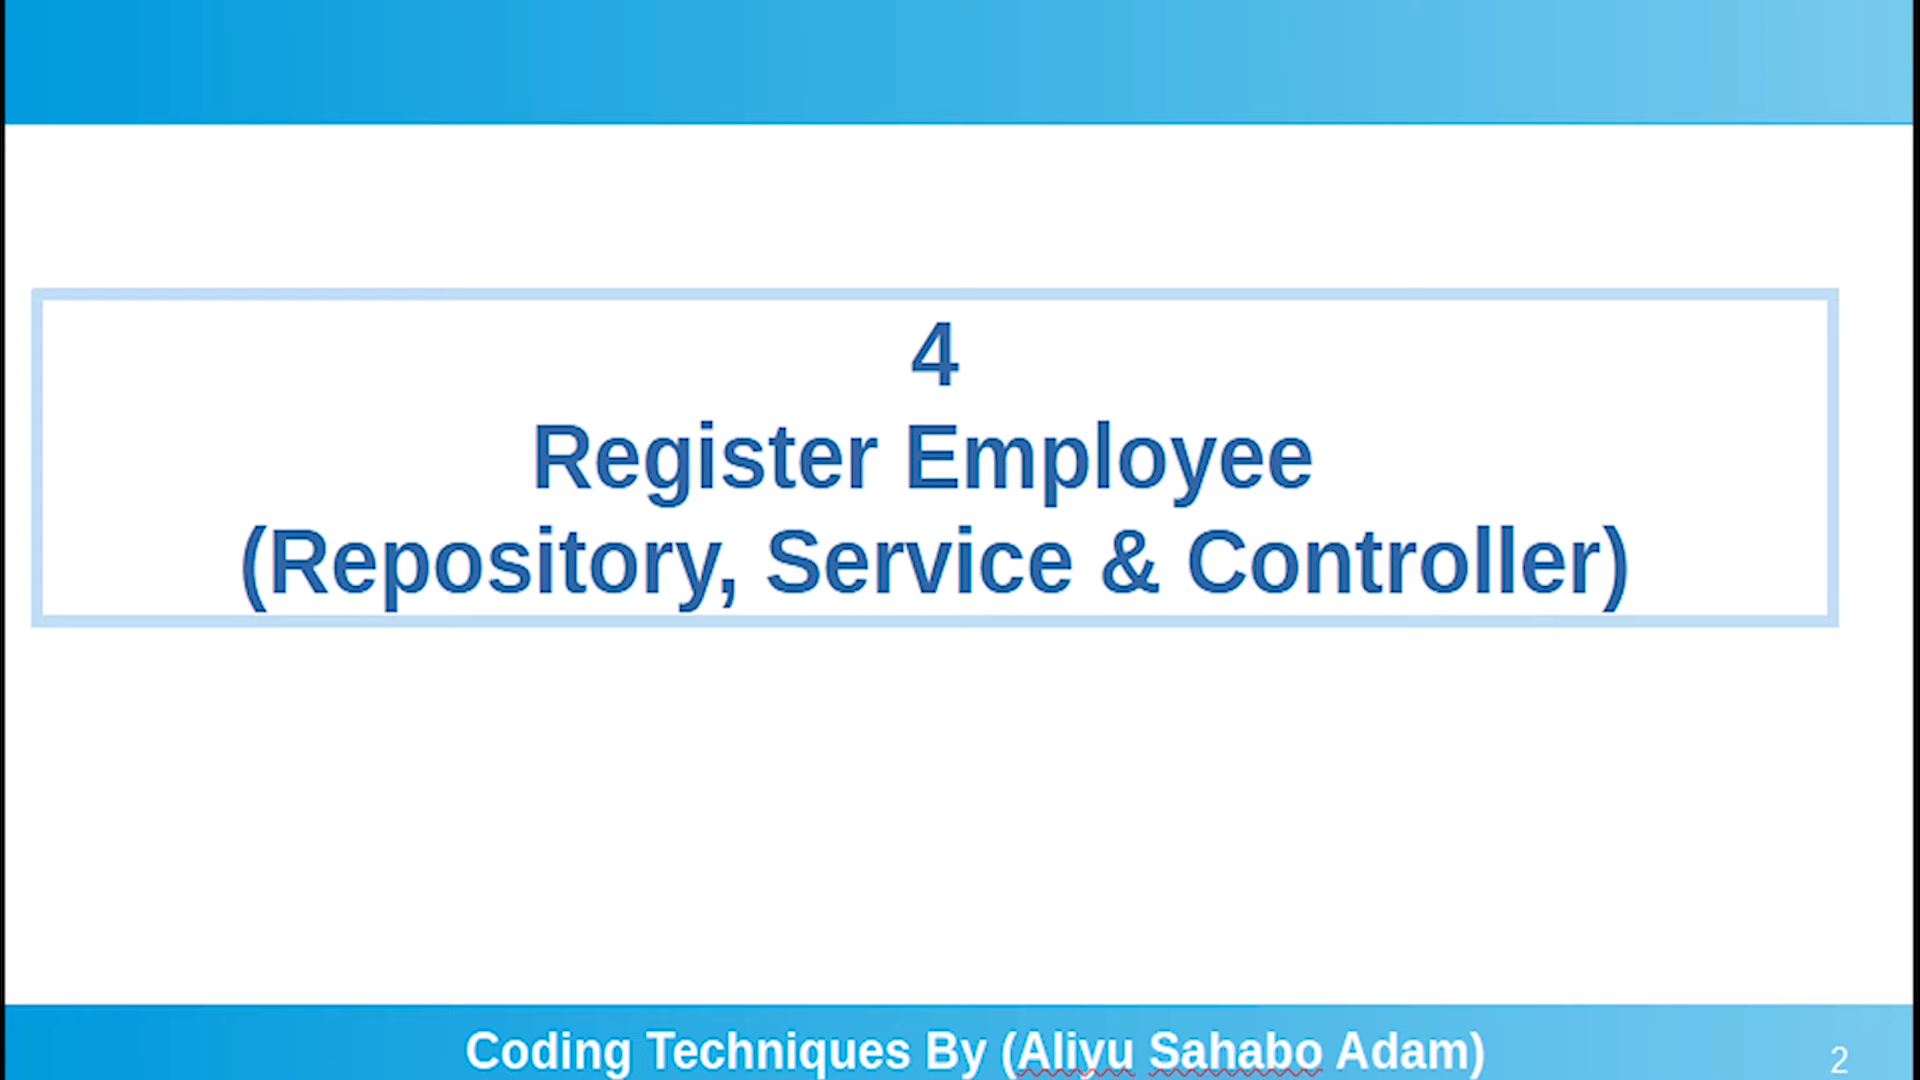 4
Register Employee
(Repository, Service & Controller)
Coding Techniques By (Aliyu Sahabo Adam)
2